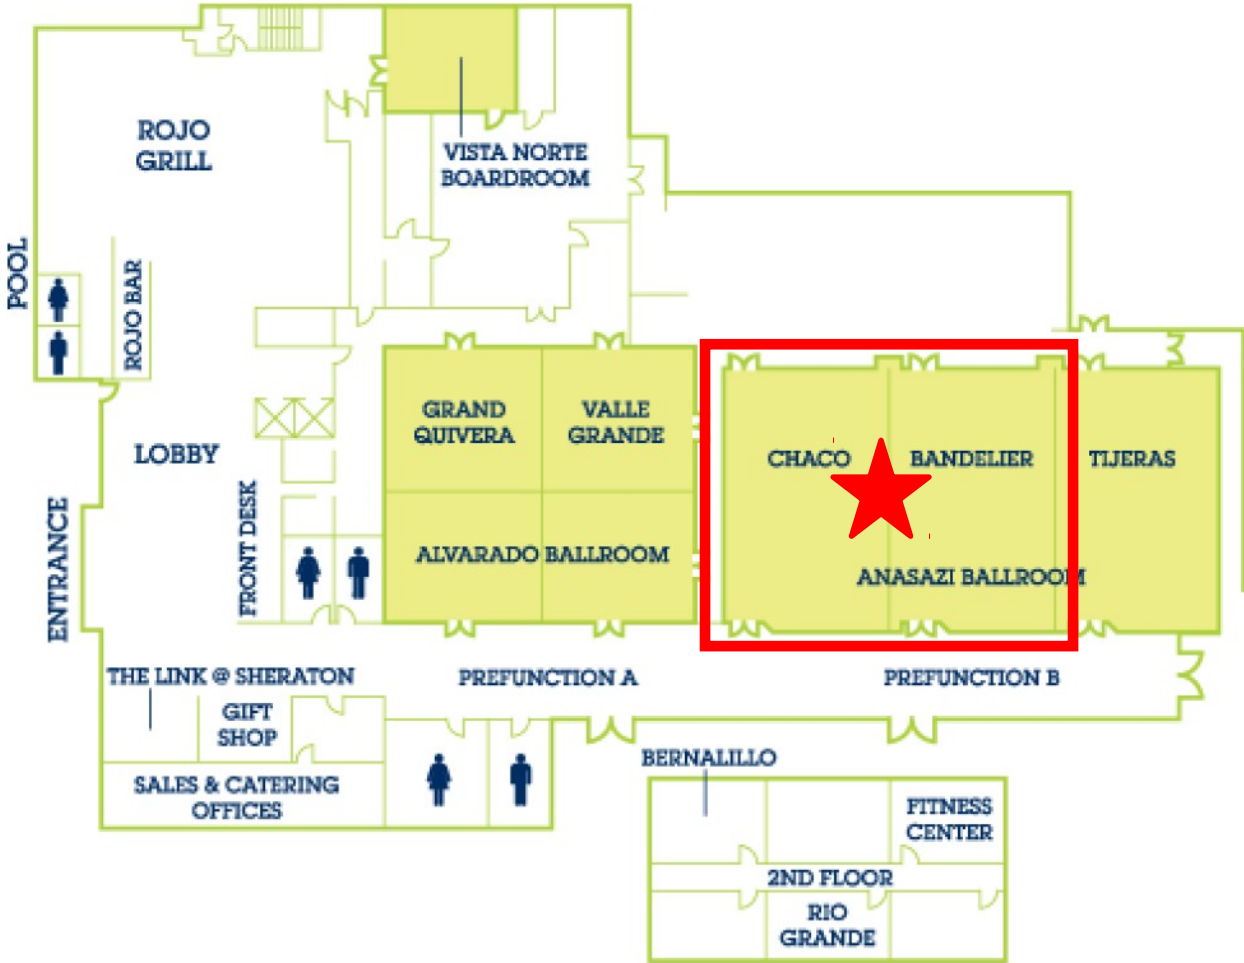 ROJO
GRILL
VISTA NORTE
BOARDROOM
POOL
ROJO BAR
GRAND
QUIVERA
VALLE
GRANDE
LOBBY
CHACO
BANDELIER
TIJERAS
ENTRANCE
FRONT DESK
ALVARADO BALLROOM
ANASAZI BALLROOM
THE LINK @ SHERATON
PREFUNCTION A
PREFUNCTION B
GIFT
SHOP
SALES & CATERING
OFFICES
BERNALILLO
FITNESS
CENTER
2ND FLOOR
RIO
GRANDE